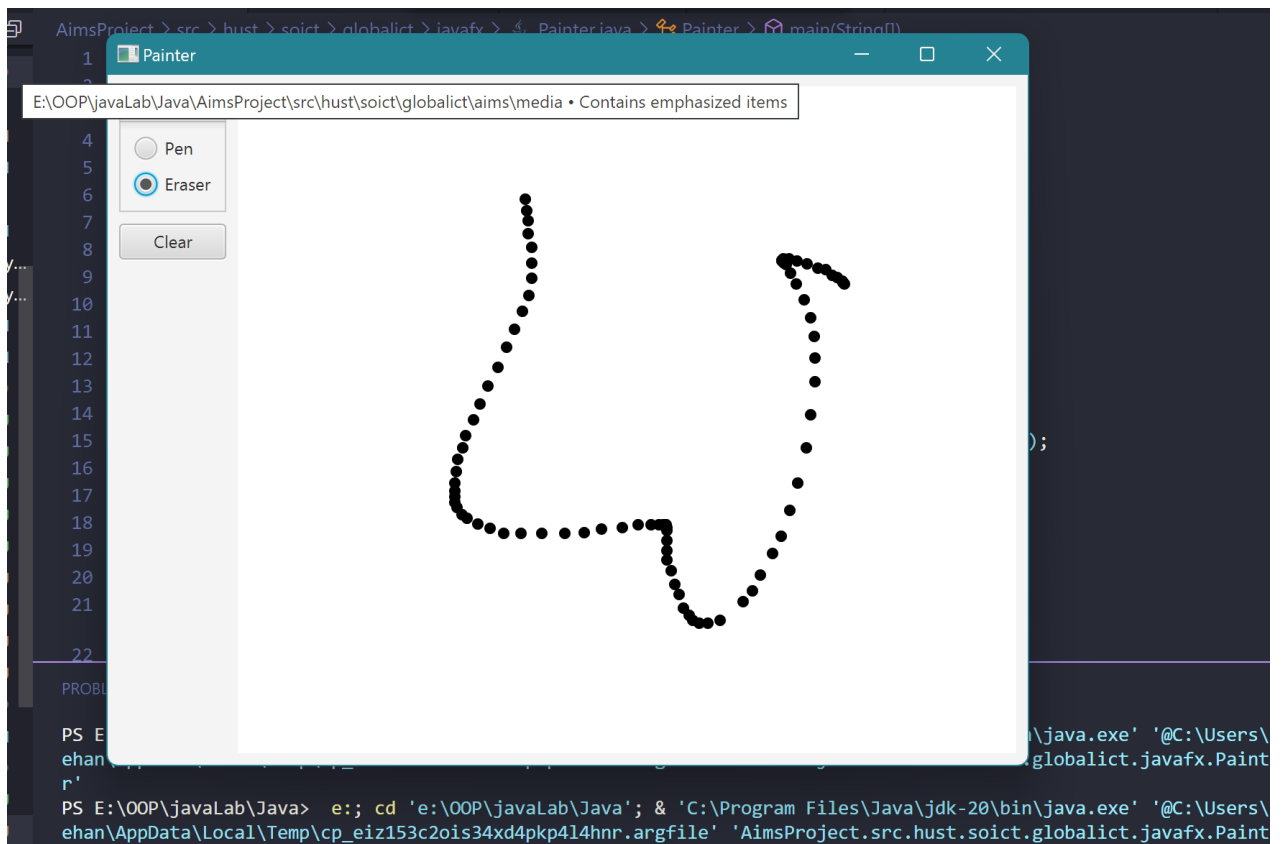 AimsProject > src > hust > soict > globalict > javafx > Painter.java > Painter > main(String[])
Painter
1
E:\OOP\javaLab\Java\AimsProject\src\hust\soict\globalict\aims\media • Contains emphasized items
4
Pen
5
Eraser
6
7
Clear
8
y...
9
y...
10
11
12
13
14
15
);
16
17
18
19
20
21
22
PROBL
PS E
n\java.exe' '@C:\Users\
ehan\
.globalict.javafx.Paint
r'
PS E:\OOP\javaLab\Java>  e:; cd 'e:\OOP\javaLab\Java'; & 'C:\Program Files\Java\jdk-20\bin\java.exe' '@C:\Users\
ehan\AppData\Local\Temp\cp_eiz153c2ois34xd4pkp4l4hnr.argfile' 'AimsProject.src.hust.soict.globalict.javafx.Paint